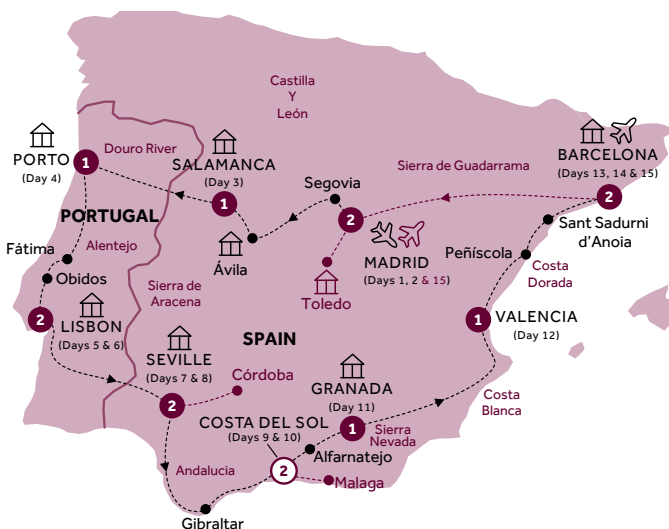 Castilla
Y
León
PORTO
(Day 4)
1
Douro River
SALAMANCA
(Day 3)
1
Sierra de Guadarrama
BARCELONA
(Days 13, 14 & 15)
2
Segovia
2
MADRID
(Days 1, 2 & 15)
Sant Sadurni
d'Anoia
PORTUGAL
Fátima
Alentejo
Obidos
Ávila
Toledo
Peñíscola
Costa
Dorada
2
LISBON
(Days 5 & 6)
Sierra de
Aracena
SPAIN
1
VALENCIA
(Day 12)
SEVILLE
(Days 7 & 8)
2
Córdoba
GRANADA
(Day 11)
1
Costa
Blanca
COSTA DEL SOL
(Days 9 & 10)
2
Sierra
Nevada
Alfarnatejo
Andalucia
Malaga
Gibraltar